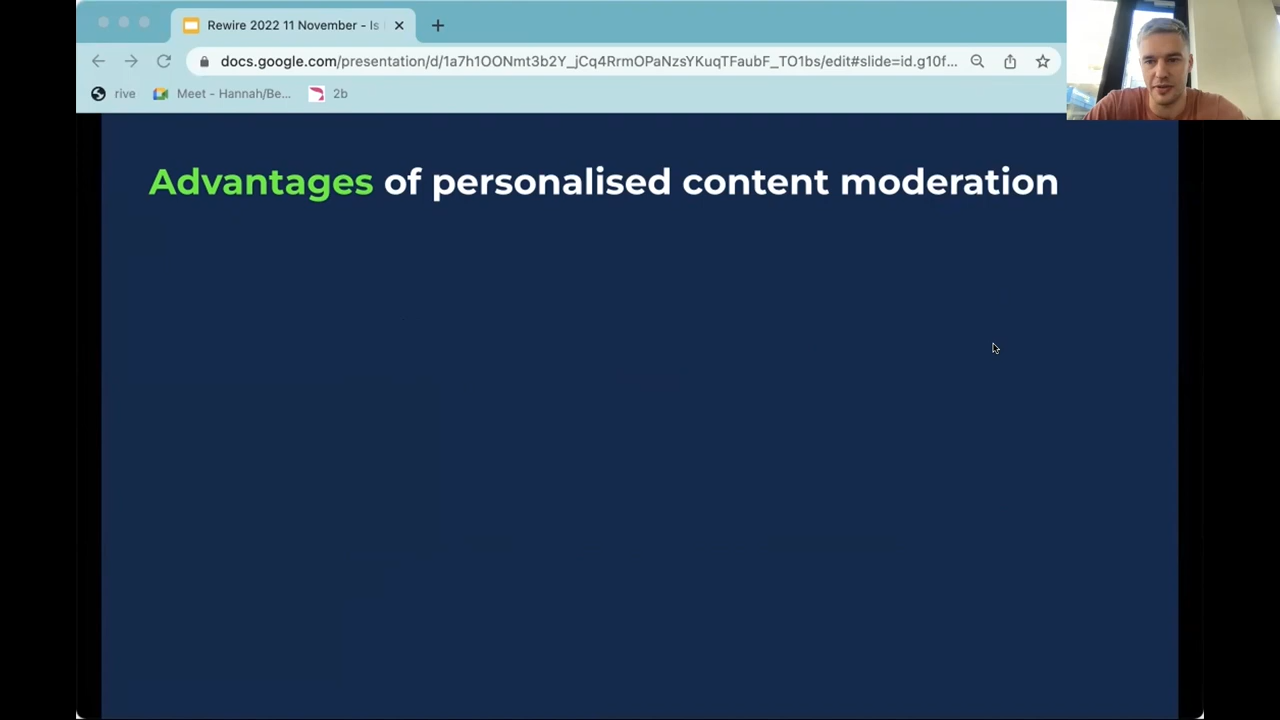 Rewire 2022 11 November - Is
docs.google.com/presentation/d/1a7h1OONmt3b2Y_jCq4RrmOPaNzsYKuqTFaubF_TO1bs/edit#slide=id.g10f...
rive
Meet - Hannah/Be...
2b
Advantages of personalised content moderation